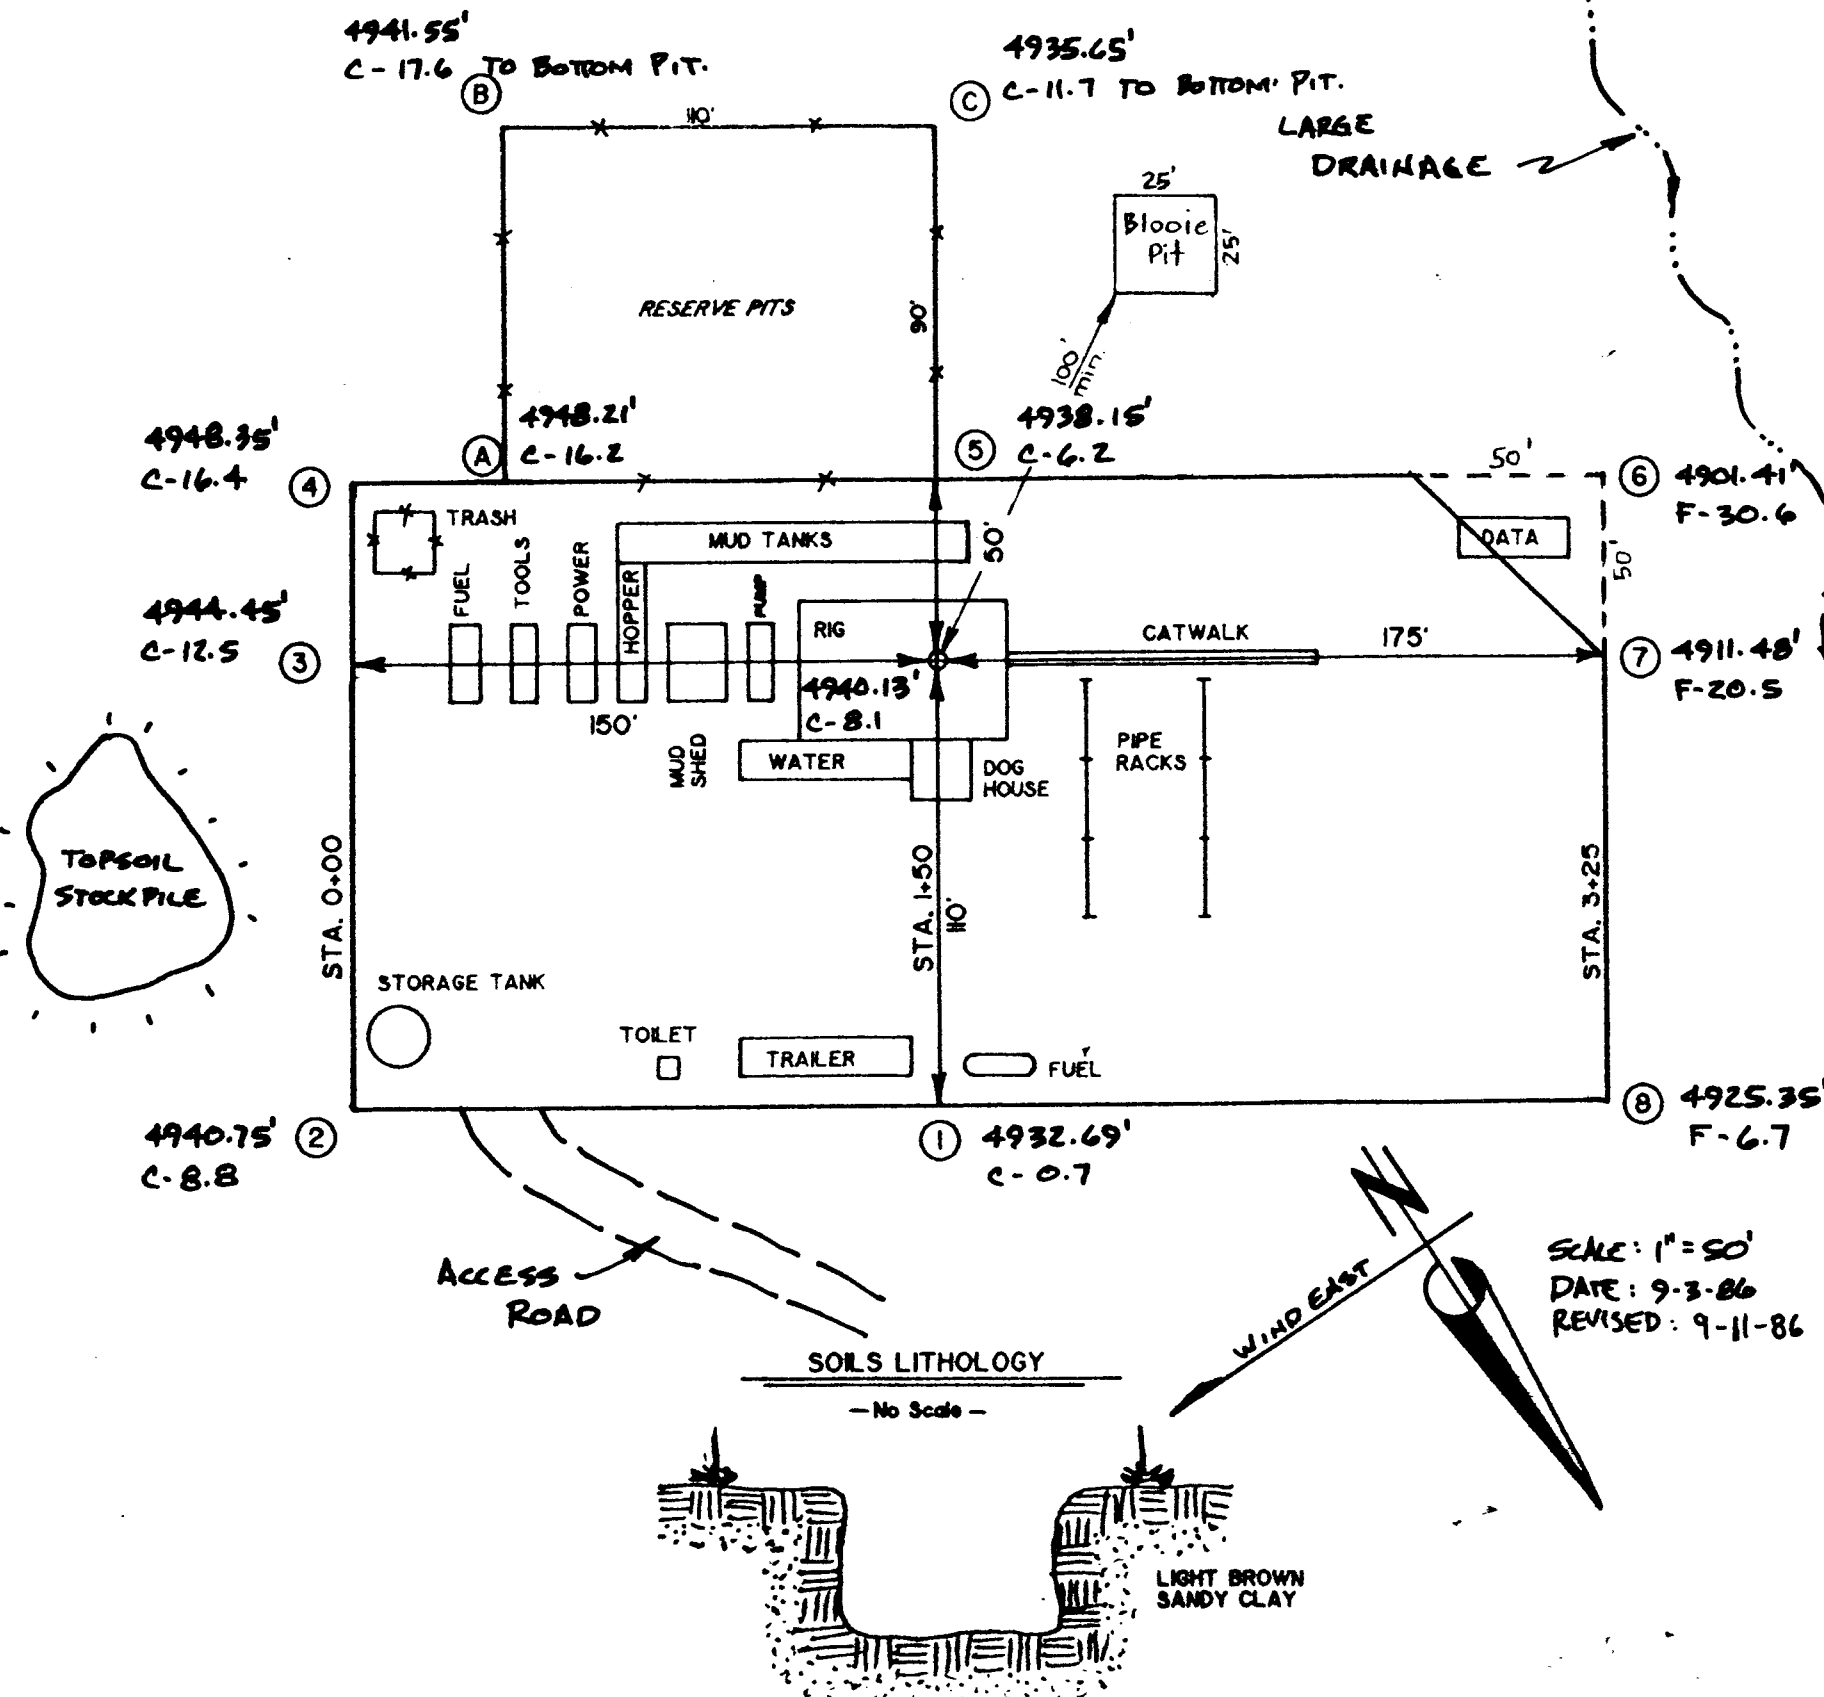 4941.55'
C-17.6 TO BOTTOM PIT.
B
4935.65'
C-11.7 TO BOTTOM PIT.
C
110'
LARGE
DRAINAGE
25'
Blooie
Pit
25'
RESERVE PITS
90'
100'
min.
4948.35'
C-16.4
4
A
4948.21'
C-16.2
5
4938.15'
C-6.2
50'
6
4901.41'
F-30.6
TRASH
MUD TANKS
50'
DATA
50'
FUEL
TOOLS
POWER
HOPPER
PUMP
4944.45'
C-12.5
3
RIG
CATWALK
175'
7
4911.48'
F-20.5
4940.13'
C-8.1
150'
MUD
SHED
WATER
DOG
HOUSE
PIPE
RACKS
TOPSOIL
STOCKPILE
STA. 0+00
STA. 1+50
110'
STA. 3+25
STORAGE TANK
TOILET
TRAILER
FUEL
4940.75'
C-8.8
2
1
4932.69'
C-0.7
8
4925.35'
F-6.7
ACCESS
ROAD
N
WIND EAST
SCALE: 1" = 50'
DATE: 9-3-86
REVISED: 9-11-86
SOILS LITHOLOGY
— No Scale —
LIGHT BROWN
SANDY CLAY